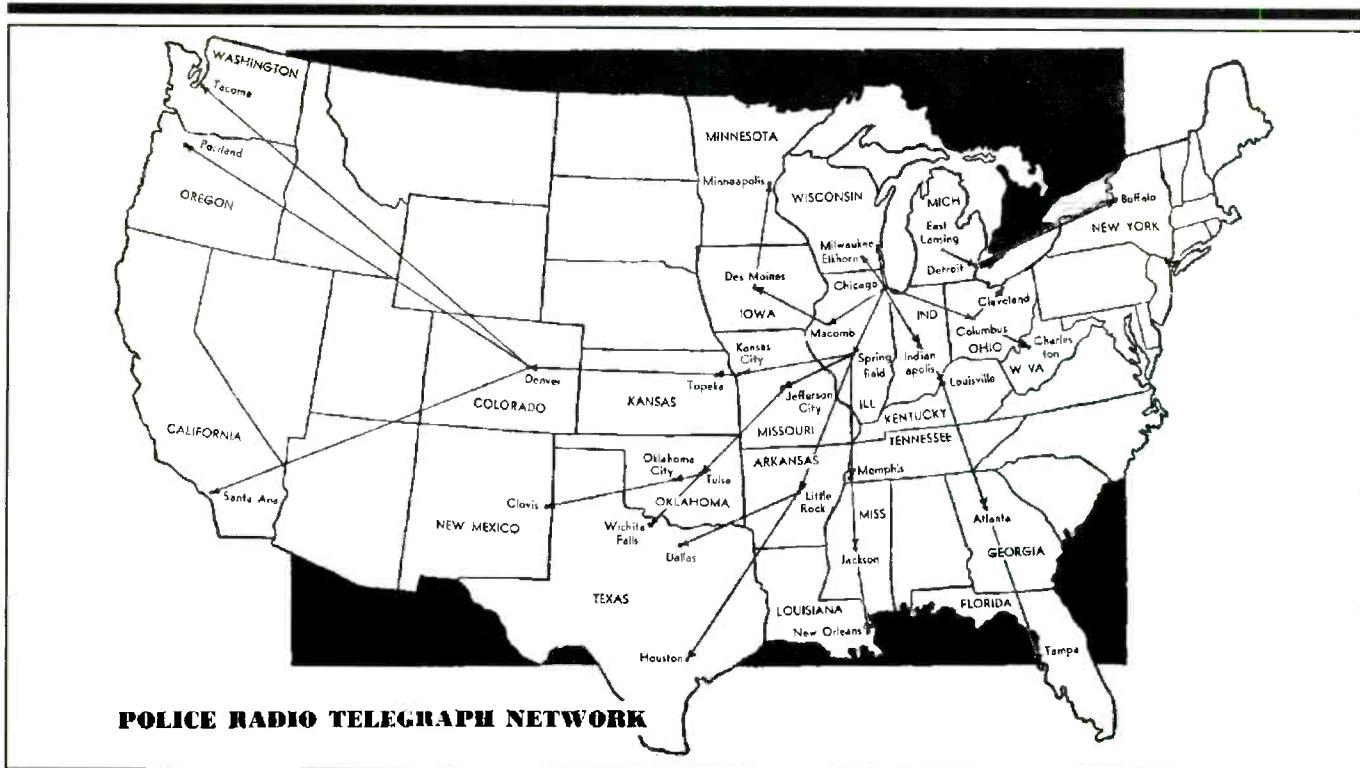 WASHINGTON
Tacoma
Portland
OREGON
CALIFORNIA
Santa Ana
Denver
COLORADO
NEW MEXICO
Clovis
MINNESOTA
Minneapolis
WISCONSIN
Milwaukee
Elkhorn
MICH
East
Lansing
Detroit
Buffalo
NEW YORK
Des Moines
IOWA
Chicago
Macomb
IND
Cleveland
Columbus
OHIO
Charles
ton
W VA
Kansas
City
Topeka
KANSAS
Spring
field
ILL
Indian
apolis
Louisville
KENTUCKY
TENNESSEE
Jefferson
City
MISSOURI
ARKANSAS
Little
Rock
Memphis
MISS
Jackson
Oklahoma
City
Tulsa
OKLAHOMA
Wichita
Falls
Dallas
TEXAS
Houston
LOUISIANA
New Orleans
Atlanta
GEORGIA
FLORIDA
Tampa
POLICE RADIO TELEGRAPH NETWORK